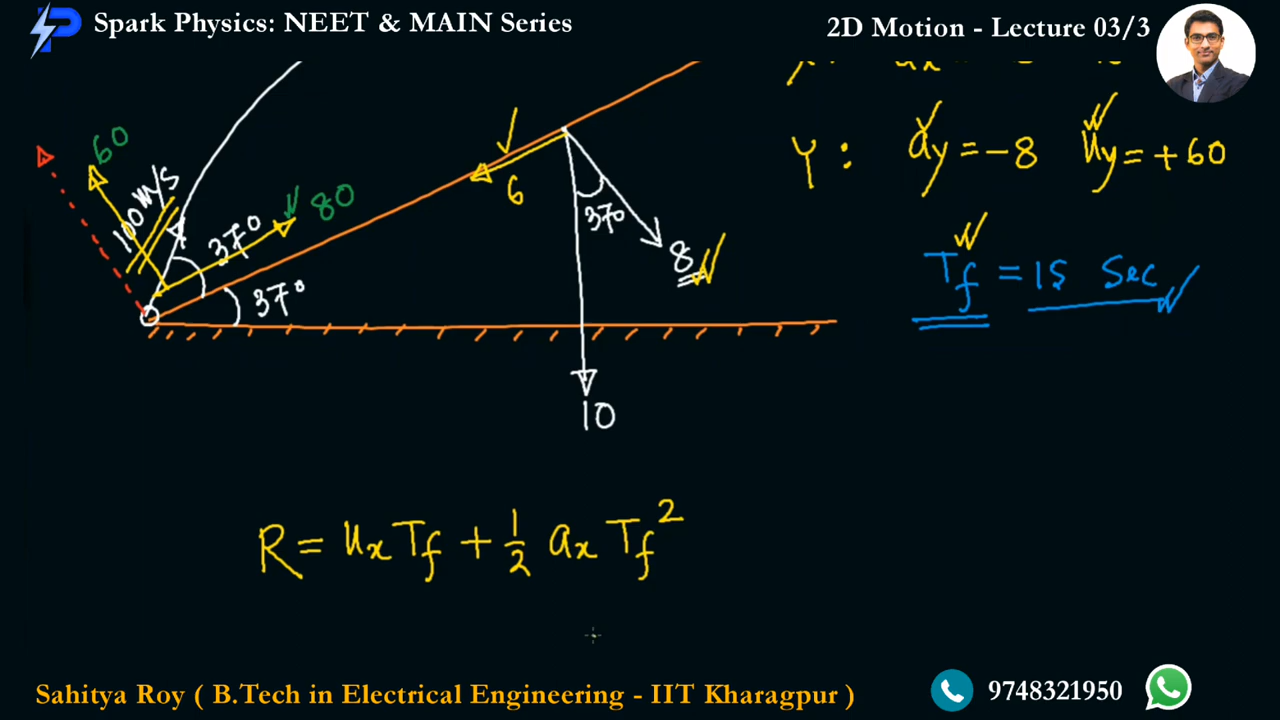 Spark Physics: NEET & MAIN Series
2D Motion - Lecture 03/3
Y: ay = -8 uy = +60
60
100 m/s
37°
80
6
37°
8
37°
Tf = 15 Sec
10
R = ux Tf + 1/2 ax Tf²
Sahitya Roy ( B.Tech in Electrical Engineering - IIT Kharagpur )
9748321950